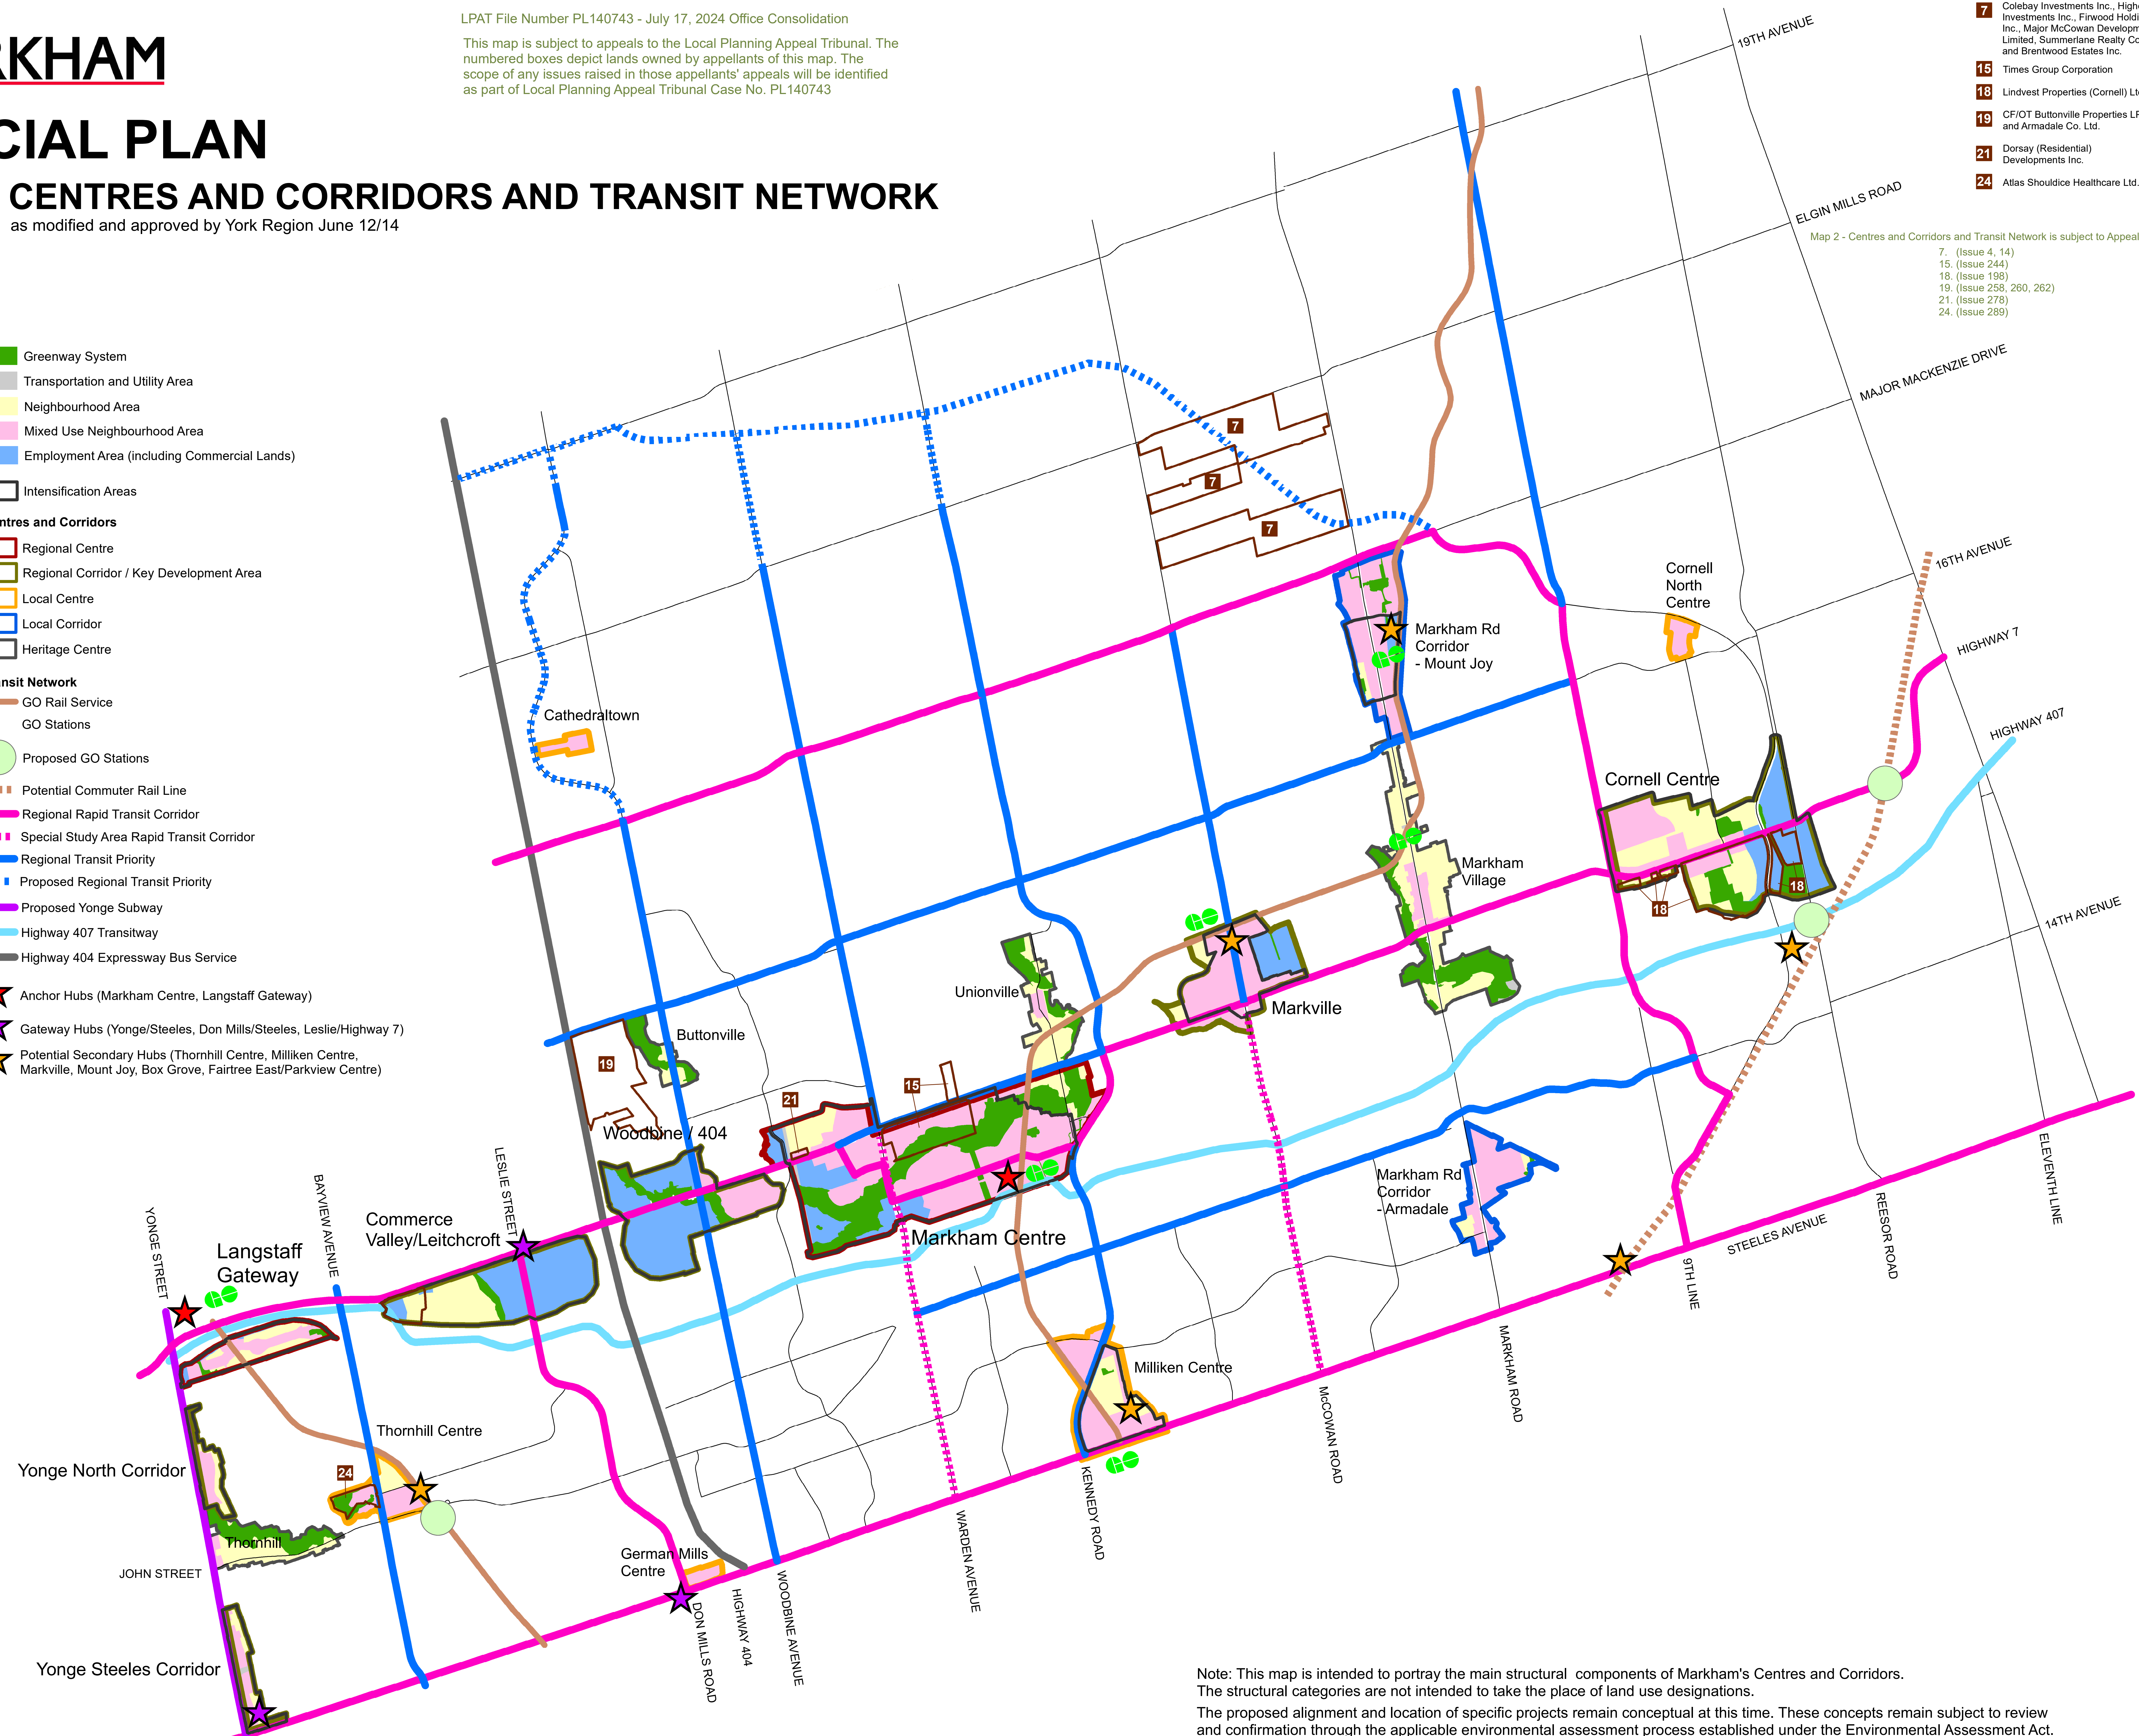 RKHAM
CIAL PLAN
CENTRES AND CORRIDORS AND TRANSIT NETWORK
as modified and approved by York Region June 12/14
LPAT File Number PL140743 - July 17, 2024 Office Consolidation
This map is subject to appeals to the Local Planning Appeal Tribunal. The
numbered boxes depict lands owned by appellants of this map. The
scope of any issues raised in those appellants' appeals will be identified
as part of Local Planning Appeal Tribunal Case No. PL140743
7
Colebay Investments Inc., Highc
Investments Inc., Firwood Holdi
Inc., Major McCowan Developm
Limited, Summerlane Realty Co
and Brentwood Estates Inc.
15 Times Group Corporation
18 Lindvest Properties (Cornell) Lt
19 CF/OT Buttonville Properties LP
and Armadale Co. Ltd.
21 Dorsay (Residential)
Developments Inc.
24 Atlas Shouldice Healthcare Ltd.
Map 2 - Centres and Corridors and Transit Network is subject to Appeal
7. (Issue 4, 14)
15. (Issue 244)
18. (Issue 198)
19. (Issue 258, 260, 262)
21. (Issue 278)
24. (Issue 289)
Greenway System
Transportation and Utility Area
Neighbourhood Area
Mixed Use Neighbourhood Area
Employment Area (including Commercial Lands)
Intensification Areas
ntres and Corridors
Regional Centre
Regional Corridor / Key Development Area
Local Centre
Local Corridor
Heritage Centre
nsit Network
GO Rail Service
GO Stations
Proposed GO Stations
Potential Commuter Rail Line
Regional Rapid Transit Corridor
Special Study Area Rapid Transit Corridor
Regional Transit Priority
Proposed Regional Transit Priority
Proposed Yonge Subway
Highway 407 Transitway
Highway 404 Expressway Bus Service
Anchor Hubs (Markham Centre, Langstaff Gateway)
Gateway Hubs (Yonge/Steeles, Don Mills/Steeles, Leslie/Highway 7)
Potential Secondary Hubs (Thornhill Centre, Milliken Centre,
Markville, Mount Joy, Box Grove, Fairtree East/Parkview Centre)
19TH AVENUE
ELGIN MILLS ROAD
MAJOR MACKENZIE DRIVE
16TH AVENUE
HIGHWAY 7
HIGHWAY 407
14TH AVENUE
7
7
7
Cornell
North
Centre
Markham Rd
Corridor
- Mount Joy
Cathedraltown
Cornell Centre
Markham
Village
18
18
Unionville
Markville
Buttonville
19
15
21
Woodbine / 404
Markham Centre
Markham Rd
Corridor
- Armadale
Commerce
Valley/Leitchcroft
Langstaff
Gateway
YONGE STREET
BAYVIEW AVENUE
LESLIE STREET
ELEVENTH LINE
REESOR ROAD
STEELES AVENUE
9TH LINE
MARKHAM ROAD
McCOWAN ROAD
KENNEDY ROAD
WARDEN AVENUE
WOODBINE AVENUE
HIGHWAY 404
DON MILLS ROAD
Milliken Centre
Thornhill Centre
24
Yonge North Corridor
Thornhill
JOHN STREET
German Mills
Centre
Yonge Steeles Corridor
Note: This map is intended to portray the main structural components of Markham's Centres and Corridors.
The structural categories are not intended to take the place of land use designations.
The proposed alignment and location of specific projects remain conceptual at this time. These concepts remain subject to review
and confirmation through the applicable environmental assessment process established under the Environmental Assessment Act.